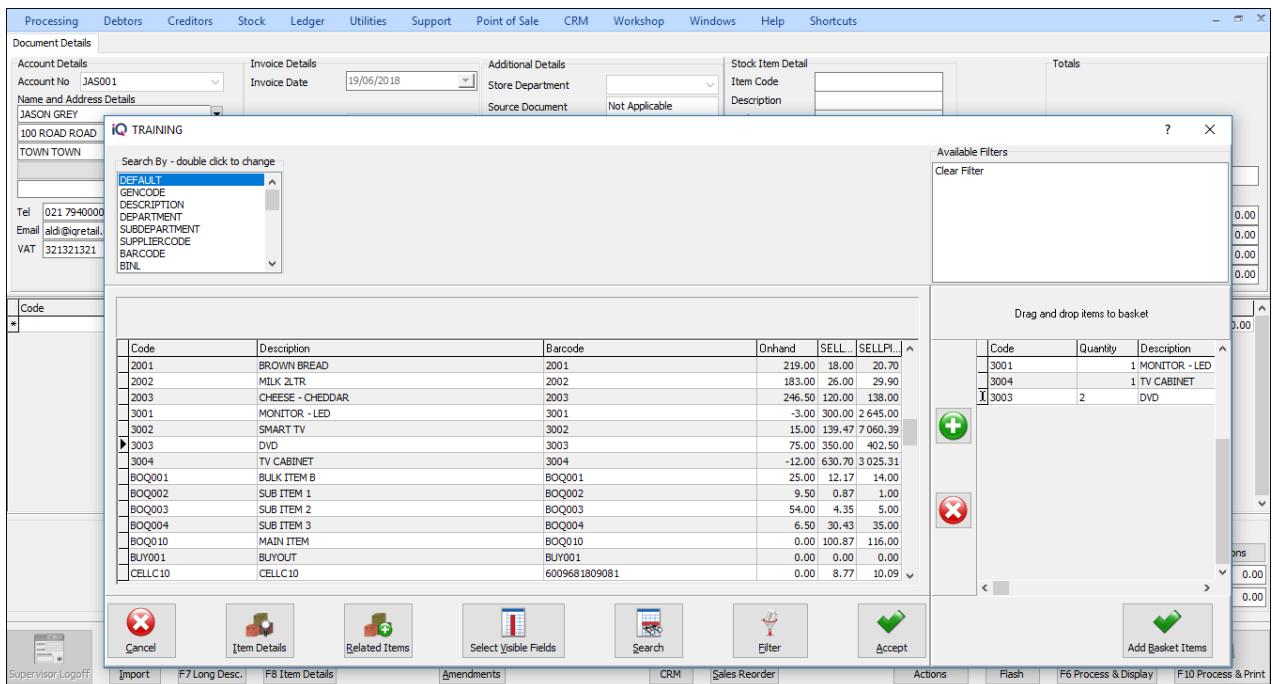 Processing Debtors Creditors Stock Ledger Utilities Support Point of Sale CRM Workshop Windows Help Shortcuts
Document Details
Account Details Invoice Details Additional Details Stock Item Detail Totals
Account No JAS001 Invoice Date 19/06/2018 Store Department Item Code
Name and Address Details Source Document Not Applicable Description
JASON GREY
100 ROAD ROAD
TOWN TOWN
Tel 021 7940000 0.00
Email aldi@iqretail. 0.00
VAT 321321321 0.00
0.00
iQ TRAINING ? X
Search By - double click to change Available Filters
DEFAULT Clear Filter
GENCODE
DESCRIPTION
DEPARTMENT
SUBDEPARTMENT
SUPPLIERCODE
BARCODE
BINL
Code
* 0.00
Drag and drop items to basket
Code Description Barcode Onhand SELL... SELLPI... Code Quantity Description
2001 BROWN BREAD 2001 219.00 18.00 20.70 3001 1 MONITOR - LED
2002 MILK 2LTR 2002 183.00 26.00 29.90 3004 1 TV CABINET
2003 CHEESE - CHEDDAR 2003 246.50 120.00 138.00 3003 2 DVD
3001 MONITOR - LED 3001 -3.00 300.00 2 645.00
3002 SMART TV 3002 15.00 139.47 7 060.39
3003 DVD 3003 75.00 350.00 402.50
3004 TV CABINET 3004 -12.00 630.70 3 025.31
BOQ001 BULK ITEM B BOQ001 25.00 12.17 14.00
BOQ002 SUB ITEM 1 BOQ002 9.50 0.87 1.00
BOQ003 SUB ITEM 2 BOQ003 54.00 4.35 5.00
BOQ004 SUB ITEM 3 BOQ004 6.50 30.43 35.00
BOQ010 MAIN ITEM BOQ010 0.00 100.87 116.00
BUY001 BUYOUT BUY001 0.00 0.00 0.00
CELLC10 CELLC10 6009681809081 0.00 8.77 10.09
ons
0.00
0.00
Cancel Item Details Related Items Select Visible Fields Search Filter Accept Add Basket Items
Supervisor Logoff Import F7 Long Desc. F8 Item Details Amendments CRM Sales Reorder Actions Flash F6 Process & Display F10 Process & Print